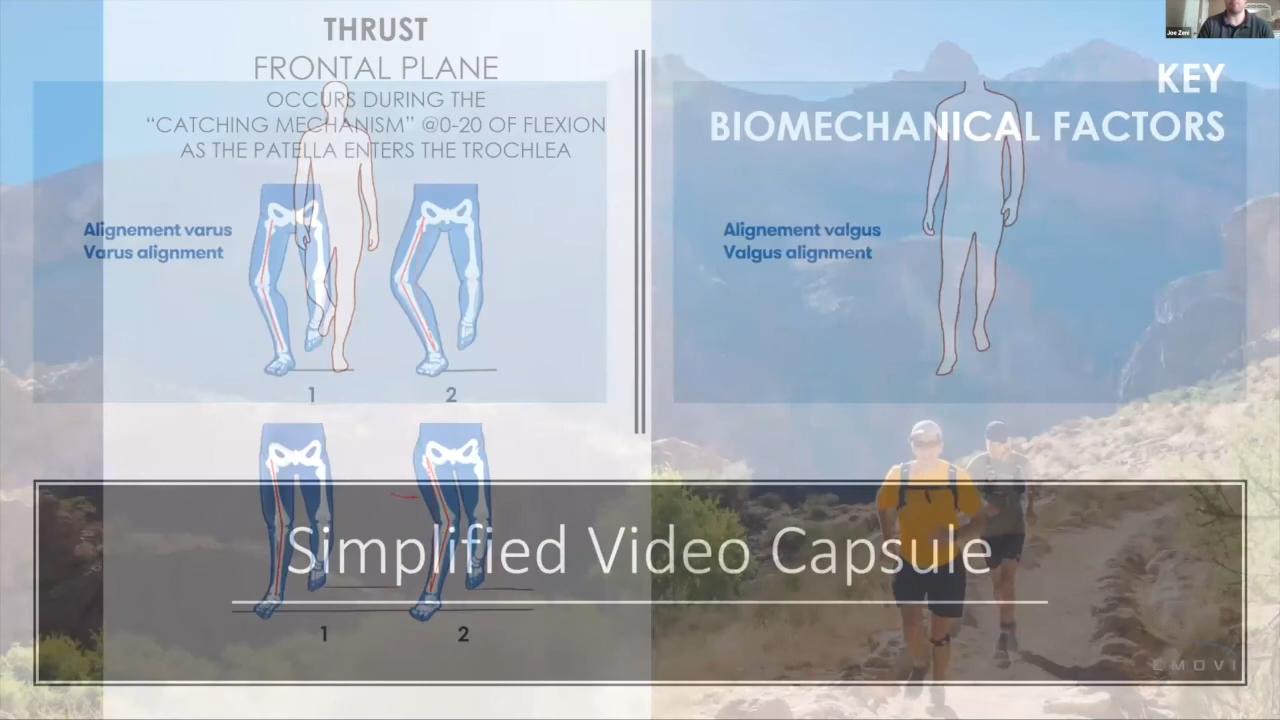 THRUST
FRONTAL PLANE
OCCURS DURING THE
“CATCHING MECHANISM” @0-20 OF FLEXION
AS THE PATELLA ENTERS THE TROCHLEA
KEY
BIOMECHANICAL FACTORS
Joe Zeni
Alignement varus
Varus alignment
Alignement valgus
Valgus alignment
1
2
Simplified Video Capsule
1
2
EMOVI